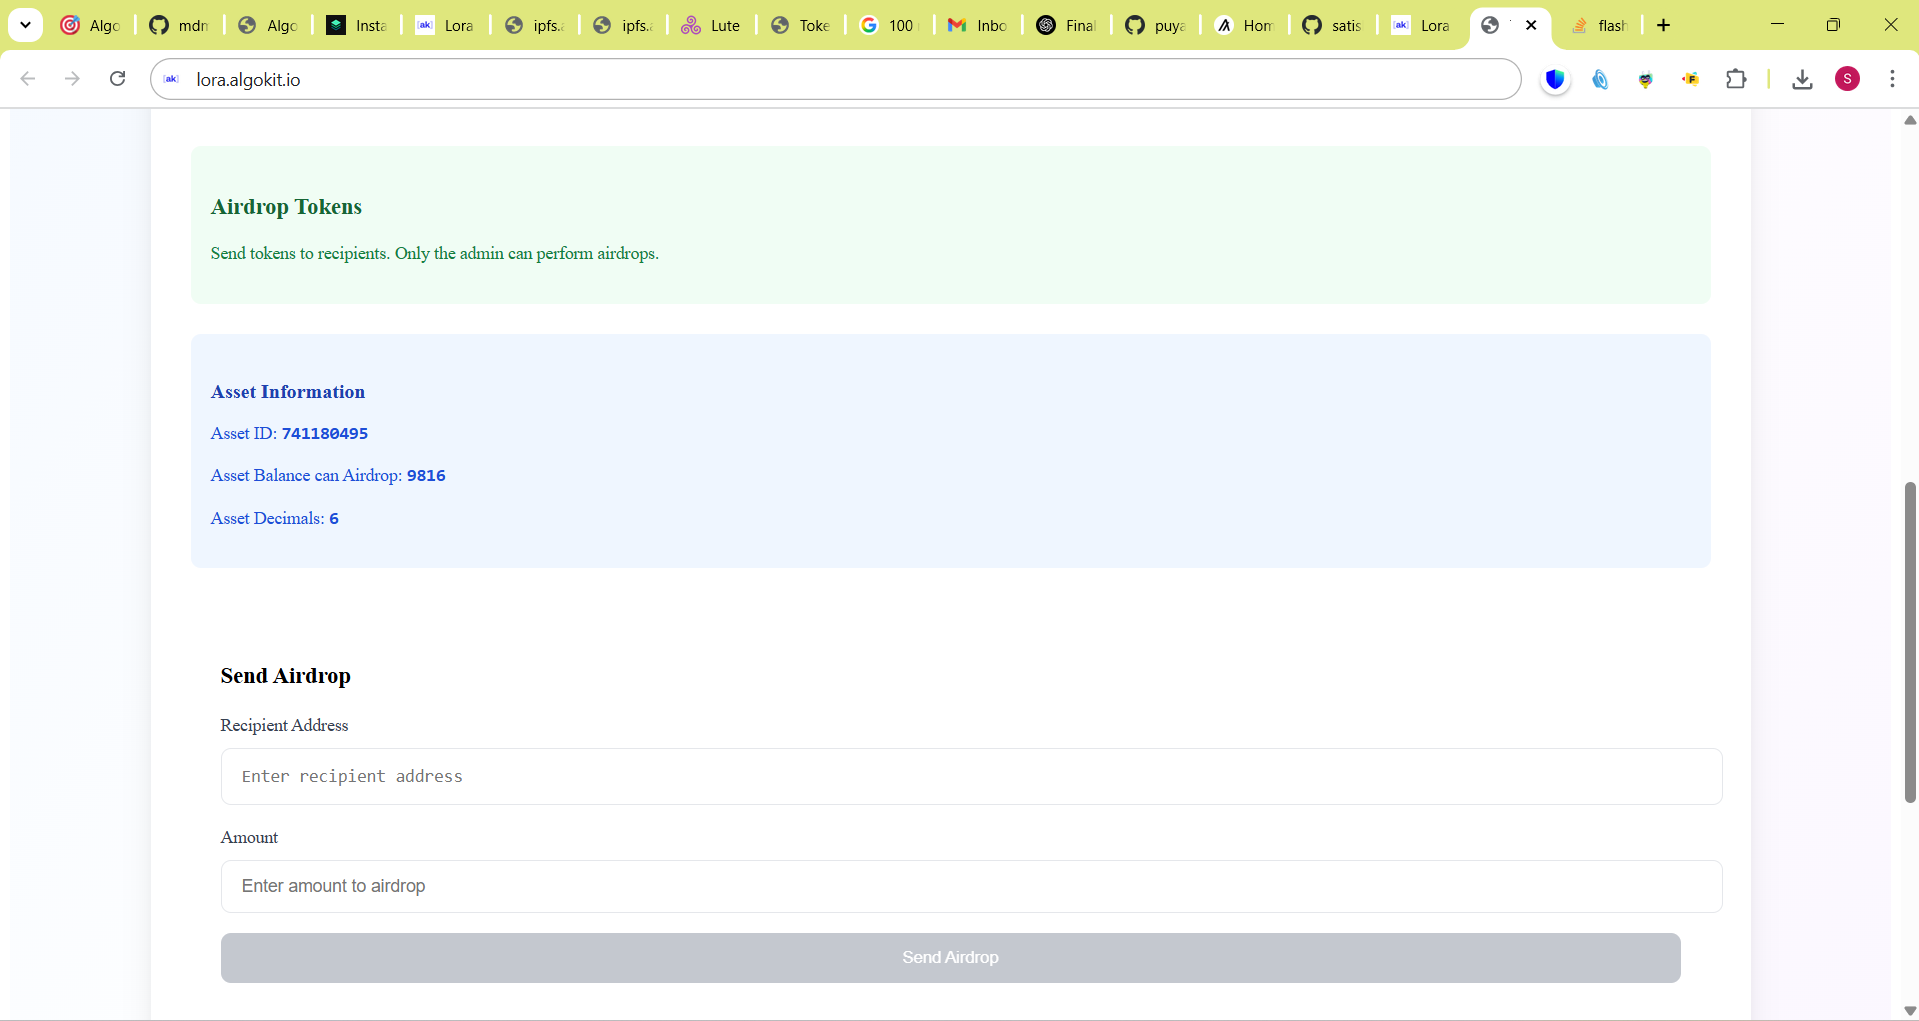 Algo
mdn
Algo
Insta
Lora
ipfs.
ipfs.
Lute
Toke
100
Inbo
Final
puya
Hom
satis
Lora
flash
lora.algokit.io
S
Airdrop Tokens
Send tokens to recipients. Only the admin can perform airdrops.
Asset Information
Asset ID: 741180495
Asset Balance can Airdrop: 9816
Asset Decimals: 6
Send Airdrop
Recipient Address
Enter recipient address
Amount
Enter amount to airdrop
Send Airdrop